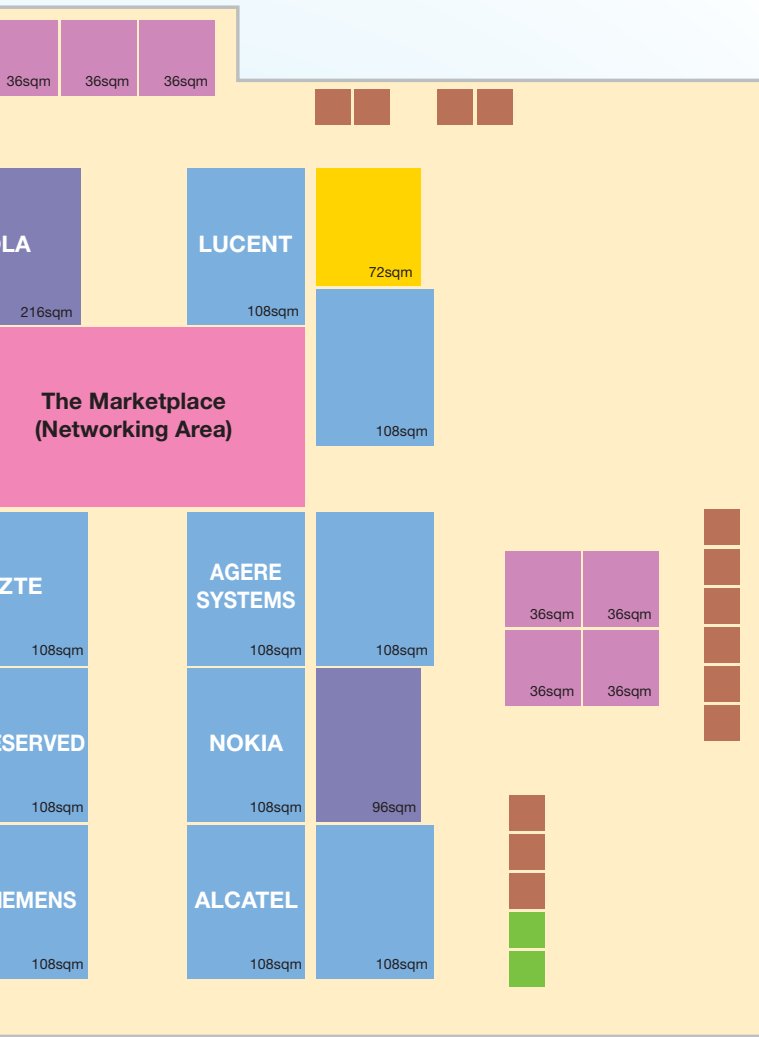 36sqm 36sqm 36sqm
LA LUCENT
72sqm
216sqm 108sqm
The Marketplace
(Networking Area)
108sqm
ZTE AGERE
SYSTEMS
36sqm 36sqm
108sqm 108sqm 108sqm
36sqm 36sqm
SERVED NOKIA
108sqm 108sqm 96sqm
EMENS ALCATEL
108sqm 108sqm 108sqm